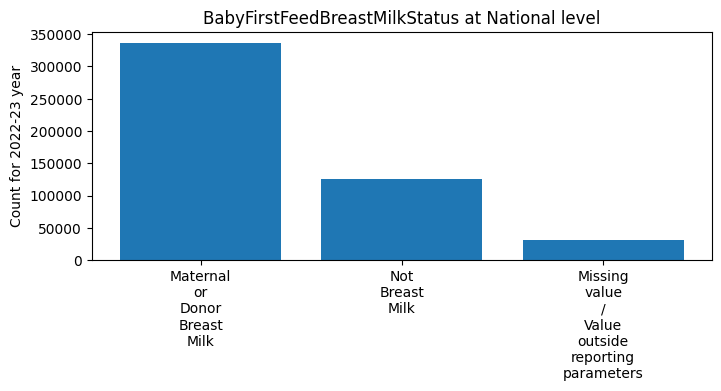 BabyFirstFeedBreastMilkStatus at National level
Count for 2022-23 year
350000
300000
250000
200000
150000
100000
50000
0
Maternal
or
Donor
Breast
Milk
Not
Breast
Milk
Missing
value
/
Value
outside
reporting
parameters